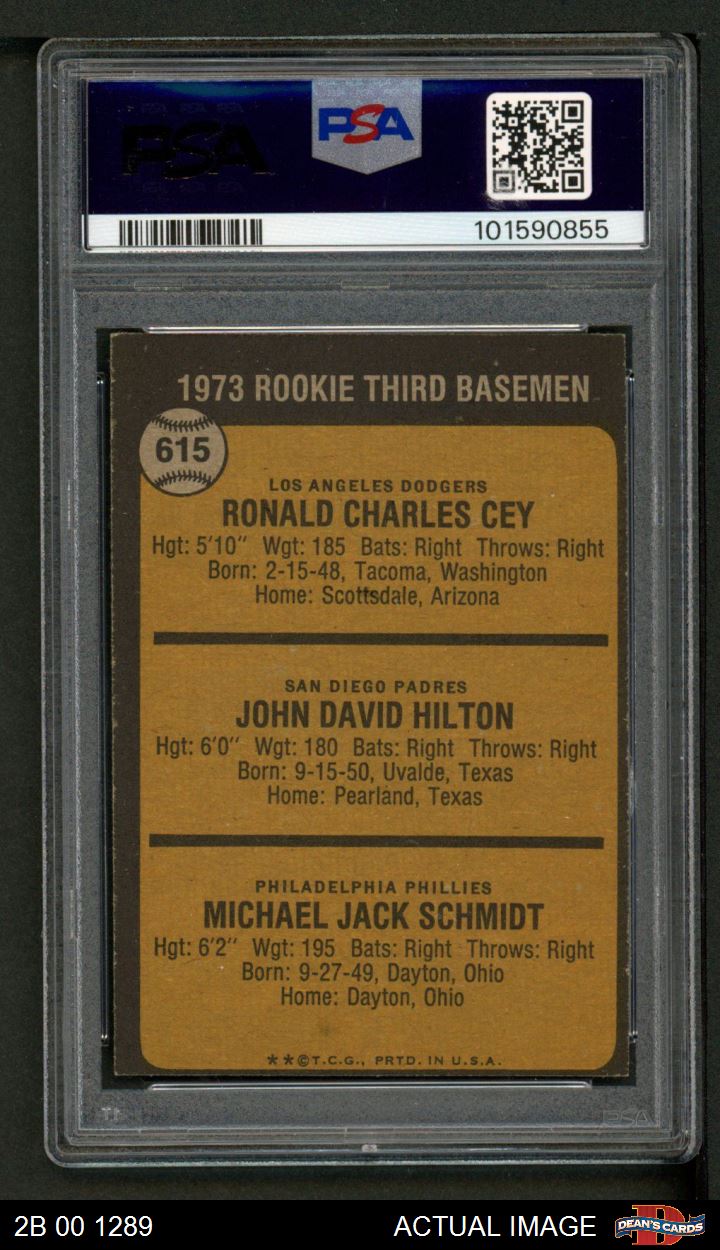 PSA
PSA
101590855
1973 ROOKIE THIRD BASEMEN
615
LOS ANGELES DODGERS
RONALD CHARLES CEY
Hgt: 5'10" Wgt: 185 Bats: Right Throws: Right
Born: 2-15-48, Tacoma, Washington
Home: Scottsdale, Arizona
SAN DIEGO PADRES
JOHN DAVID HILTON
Hgt: 6'0" Wgt: 180 Bats: Right Throws: Right
Born: 9-15-50, Uvalde, Texas
Home: Pearland, Texas
PHILADELPHIA PHILLIES
MICHAEL JACK SCHMIDT
Hgt: 6'2" Wgt: 195 Bats: Right Throws: Right
Born: 9-27-49, Dayton, Ohio
Home: Dayton, Ohio
**©T.C.G., PRTD. IN U.S.A.
PSA
2B 00 1289
ACTUAL IMAGE
D
DEAN'S CARDS